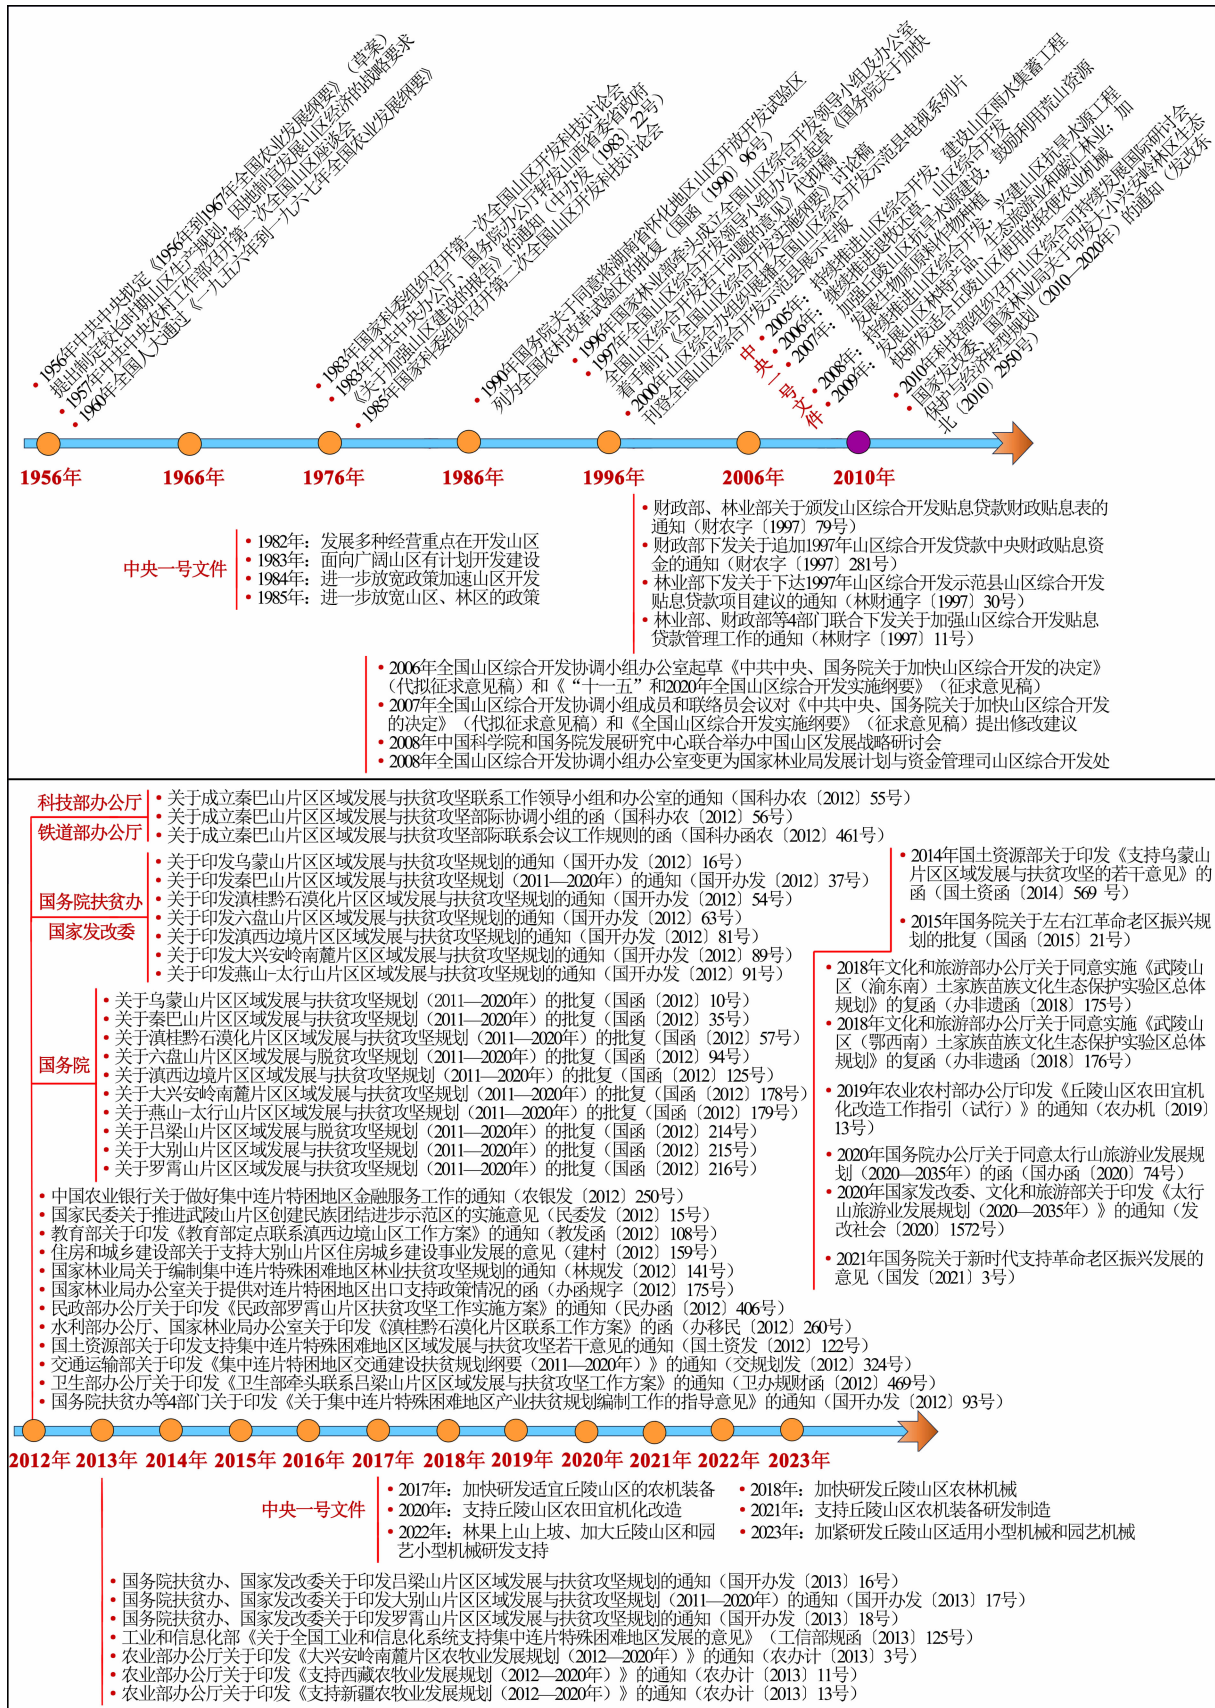 • 1956年中共中央拟定《1956年到1967年全国农业发展纲要》（草案）
提出制定较长时期山区生产规划，因地制宜发展山区经济的战略要求
• 1957年中共中央农村工作部召开第一次全国山区座谈会
• 1960年全国人大通过《一九五六年到一九六七年全国农业发展纲要》
• 1983年国家科委组织召开第一次全国山区开发科技讨论会
• 1983年中共中央办公厅、国务院办公厅转发山西省委省政府
《关于加强山区建设的报告》的通知（中办发〔1983〕22号）
• 1985年国家科委组织召开第二次全国山区开发科技讨论会
• 1990年国务院关于同意将湖南省怀化地区山区开放开发试验区
列为全国农村改革试验区的批复（国函〔1990〕96号）
• 1996年国家林业部牵头成立全国山区综合开发领导小组及办公室
• 1997年全国山区综合开发领导小组办公室起草《国务院关于加快
全国山区综合开发若干问题的意见》代拟稿
着手制订《全国山区综合开发实施纲要》讨论稿
• 2000年山区综合办组织展播全国山区综合开发示范县电视系列片
刊登全国山区综合开发示范县展示专版
中央一号文件
• 2005年：持续推进山区综合开发，建设山区雨水集蓄工程
• 2006年：继续推进退牧还草、山区综合开发
• 2007年：加强丘陵山区抗旱水源建设，鼓励利用荒山资源
发展生物质原料作物种植
• 2008年：持续推进山区综合开发，兴建山区抗旱水源工程
• 2009年：发展山区林特产品、生态旅游业和碳汇林业；加
快研发适合丘陵山区使用的轻便农业机械
• 2010年科技部组织召开山区综合可持续发展国际研讨会
• 国家发改委、国家林业局关于印发大小兴安岭林区生态
保护与经济转型规划（2010—2020年）的通知（发改东
北〔2010〕2950号）
1956年 1966年 1976年 1986年 1996年 2006年 2010年
中央一号文件
• 1982年：发展多种经营重点在开发山区
• 1983年：面向广阔山区有计划开发建设
• 1984年：进一步放宽政策加速山区开发
• 1985年：进一步放宽山区、林区的政策
• 财政部、林业部关于颁发山区综合开发贴息贷款财政贴息表的
通知（财农字〔1997〕79号）
• 财政部下发关于追加1997年山区综合开发贷款中央财政贴息资
金的通知（财农字〔1997〕281号）
• 林业部下发关于下达1997年山区综合开发示范县山区综合开发
贴息贷款项目建议的通知（林财通字〔1997〕30号）
• 林业部、财政部等4部门联合下发关于加强山区综合开发贴息
贷款管理工作的通知（林财字〔1997〕11号）
• 2006年全国山区综合开发协调小组办公室起草《中共中央、国务院关于加快山区综合开发的决定》
（代拟征求意见稿）和《“十一五”和2020年全国山区综合开发实施纲要》（征求意见稿）
• 2007年全国山区综合开发协调小组成员和联络员会议对《中共中央、国务院关于加快山区综合开发
的决定》（代拟征求意见稿）和《全国山区综合开发实施纲要》（征求意见稿）提出修改建议
• 2008年中国科学院和国务院发展研究中心联合举办中国山区发展战略研讨会
• 2008年全国山区综合开发协调小组办公室变更为国家林业局发展计划与资金管理司山区综合开发处
科技部办公厅
铁道部办公厅
• 关于成立秦巴山片区区域发展与扶贫攻坚联系工作领导小组和办公室的通知（国科办农〔2012〕55号）
• 关于成立秦巴山片区区域发展与扶贫攻坚部际协调小组的函（国科办农〔2012〕56号）
• 关于成立秦巴山片区区域发展与扶贫攻坚部际联系会议工作规则的函（国科办函农〔2012〕461号）
国务院扶贫办
国家发改委
• 关于印发乌蒙山片区区域发展与扶贫攻坚规划的通知（国开办发〔2012〕16号）
• 关于印发秦巴山片区区域发展与扶贫攻坚规划（2011—2020年）的通知（国开办发〔2012〕37号）
• 关于印发滇桂黔石漠化片区区域发展与扶贫攻坚规划的通知（国开办发〔2012〕54号）
• 关于印发六盘山片区区域发展与扶贫攻坚规划的通知（国开办发〔2012〕63号）
• 关于印发滇西边境片区区域发展与扶贫攻坚规划的通知（国开办发〔2012〕81号）
• 关于印发大兴安岭南麓片区区域发展与扶贫攻坚规划的通知（国开办发〔2012〕89号）
• 关于印发燕山-太行山片区区域发展与扶贫攻坚规划的通知（国开办发〔2012〕91号）
国务院
• 关于乌蒙山片区区域发展与扶贫攻坚规划（2011—2020年）的批复（国函〔2012〕10号）
• 关于秦巴山片区区域发展与扶贫攻坚规划（2011—2020年）的批复（国函〔2012〕35号）
• 关于滇桂黔石漠化片区区域发展与扶贫攻坚规划（2011—2020年）的批复（国函〔2012〕57号）
• 关于六盘山片区区域发展与脱贫攻坚规划（2011—2020年）的批复（国函〔2012〕94号）
• 关于滇西边境片区区域发展与扶贫攻坚规划（2011—2020年）的批复（国函〔2012〕125号）
• 关于大兴安岭南麓片区区域发展与扶贫攻坚规划（2011—2020年）的批复（国函〔2012〕178号）
• 关于燕山-太行山片区区域发展与扶贫攻坚规划（2011—2020年）的批复（国函〔2012〕179号）
• 关于吕梁山片区区域发展与脱贫攻坚规划（2011—2020年）的批复（国函〔2012〕214号）
• 关于大别山片区区域发展与脱贫攻坚规划（2011—2020年）的批复（国函〔2012〕215号）
• 关于罗霄山片区区域发展与扶贫攻坚规划（2011—2020年）的批复（国函〔2012〕216号）
• 中国农业银行关于做好集中连片特困地区金融服务工作的通知（农银发〔2012〕250号）
• 国家民委关于推进武陵山片区创建民族团结进步示范区的实施意见（民委发〔2012〕15号）
• 教育部关于印发《教育部定点联系滇西边境山区工作方案》的通知（教发函〔2012〕108号）
• 住房和城乡建设部关于支持大别山片区住房城乡建设事业发展的意见（建村〔2012〕159号）
• 国家林业局关于编制集中连片特殊困难地区林业扶贫攻坚规划的通知（林规发〔2012〕141号）
• 国家林业局办公室关于提供对连片特困地区出口支持政策情况的函（办函规字〔2012〕175号）
• 民政部办公厅关于印发《民政部罗霄山片区扶贫攻坚工作实施方案》的通知（民办函〔2012〕406号）
• 水利部办公厅、国家林业局办公室关于印发《滇桂黔石漠化片区联系工作方案》的函（办移民〔2012〕260号）
• 国土资源部关于印发支持集中连片特殊困难地区区域发展与扶贫攻坚若干意见的通知（国土资发〔2012〕122号）
• 交通运输部关于印发《集中连片特困地区交通建设扶贫规划纲要（2011—2020年）》的通知（交规划发〔2012〕324号）
• 卫生部办公厅关于印发《卫生部牵头联系吕梁山片区区域发展与扶贫攻坚工作方案》的通知（卫办规财函〔2012〕469号）
• 国务院扶贫办等4部门关于印发《关于集中连片特殊困难地区产业扶贫规划编制工作的指导意见》的通知（国开办发〔2012〕93号）
• 2014年国土资源部关于印发《支持乌蒙山
片区区域发展与扶贫攻坚的若干意见》的
函（国土资函〔2014〕569 号）
• 2015年国务院关于左右江革命老区振兴规
划的批复（国函〔2015〕21号）
• 2018年文化和旅游部办公厅关于同意实施《武陵山
区（渝东南）土家族苗族文化生态保护实验区总体
规划》的复函（办非遗函〔2018〕175号）
• 2018年文化和旅游部办公厅关于同意实施《武陵山
区（鄂西南）土家族苗族文化生态保护实验区总体
规划》的复函（办非遗函〔2018〕176号）
• 2019年农业农村部办公厅印发《丘陵山区农田宜机
化改造工作指引（试行）》的通知（农办机〔2019〕
13号）
• 2020年国务院办公厅关于同意太行山旅游业发展规
划（2020—2035年）的函（国办函〔2020〕74号）
• 2020年国家发改委、文化和旅游部关于印发《太行
山旅游业发展规划（2020—2035年）》的通知（发
改社会〔2020〕1572号）
• 2021年国务院关于新时代支持革命老区振兴发展的
意见（国发〔2021〕3号）
2012年 2013年 2014年 2015年 2016年 2017年 2018年 2019年 2020年 2021年 2022年 2023年
中央一号文件
• 2017年：加快研发适宜丘陵山区的农机装备
• 2018年：加快研发丘陵山区农林机械
• 2020年：支持丘陵山区农田宜机化改造
• 2021年：支持丘陵山区农机装备研发制造
• 2022年：林果上山上坡、加大丘陵山区和园
艺小型机械研发支持
• 2023年：加紧研发丘陵山区适用小型机械和园艺机械
• 国务院扶贫办、国家发改委关于印发吕梁山片区区域发展与扶贫攻坚规划的通知（国开办发〔2013〕16号）
• 国务院扶贫办、国家发改委关于印发大别山片区区域发展与扶贫攻坚规划（2011—2020年）的通知（国开办发〔2013〕17号）
• 国务院扶贫办、国家发改委关于印发罗霄山片区区域发展与扶贫攻坚规划的通知（国开办发〔2013〕18号）
• 工业和信息化部《关于全国工业和信息化系统支持集中连片特殊困难地区发展的意见》（工信部规函〔2013〕125号）
• 农业部办公厅关于印发《大兴安岭南麓片区农牧业发展规划（2012—2020年）》的通知（农办计〔2013〕3号）
• 农业部办公厅关于印发《支持西藏农牧业发展规划（2012—2020年）》的通知（农办计〔2013〕11号）
• 农业部办公厅关于印发《支持新疆农牧业发展规划（2012—2020年）》的通知（农办计〔2013〕13号）